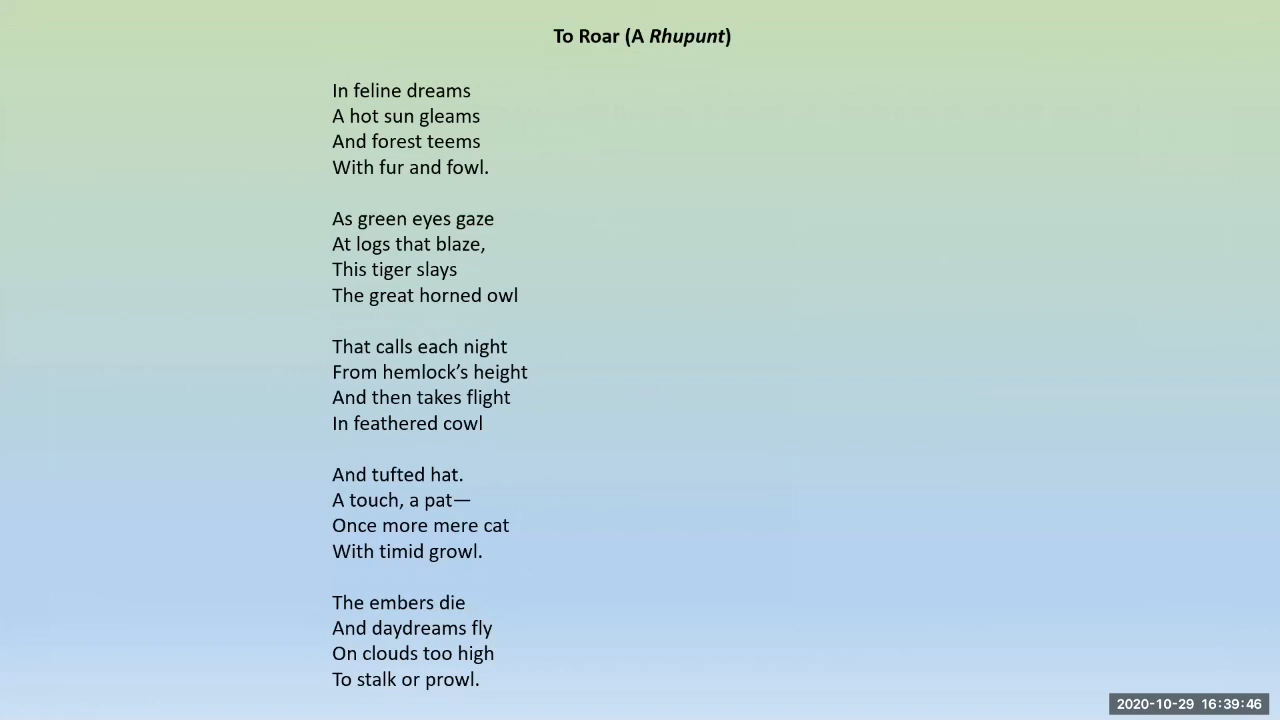 To Roar (A Rhupunt)
In feline dreams
A hot sun gleams
And forest teems
With fur and fowl.
As green eyes gaze
At logs that blaze,
This tiger slays
The great horned owl
That calls each night
From hemlock’s height
And then takes flight
In feathered cowl
And tufted hat.
A touch, a pat—
Once more mere cat
With timid growl.
The embers die
And daydreams fly
On clouds too high
To stalk or prowl.
2020-10-29 16:39:46